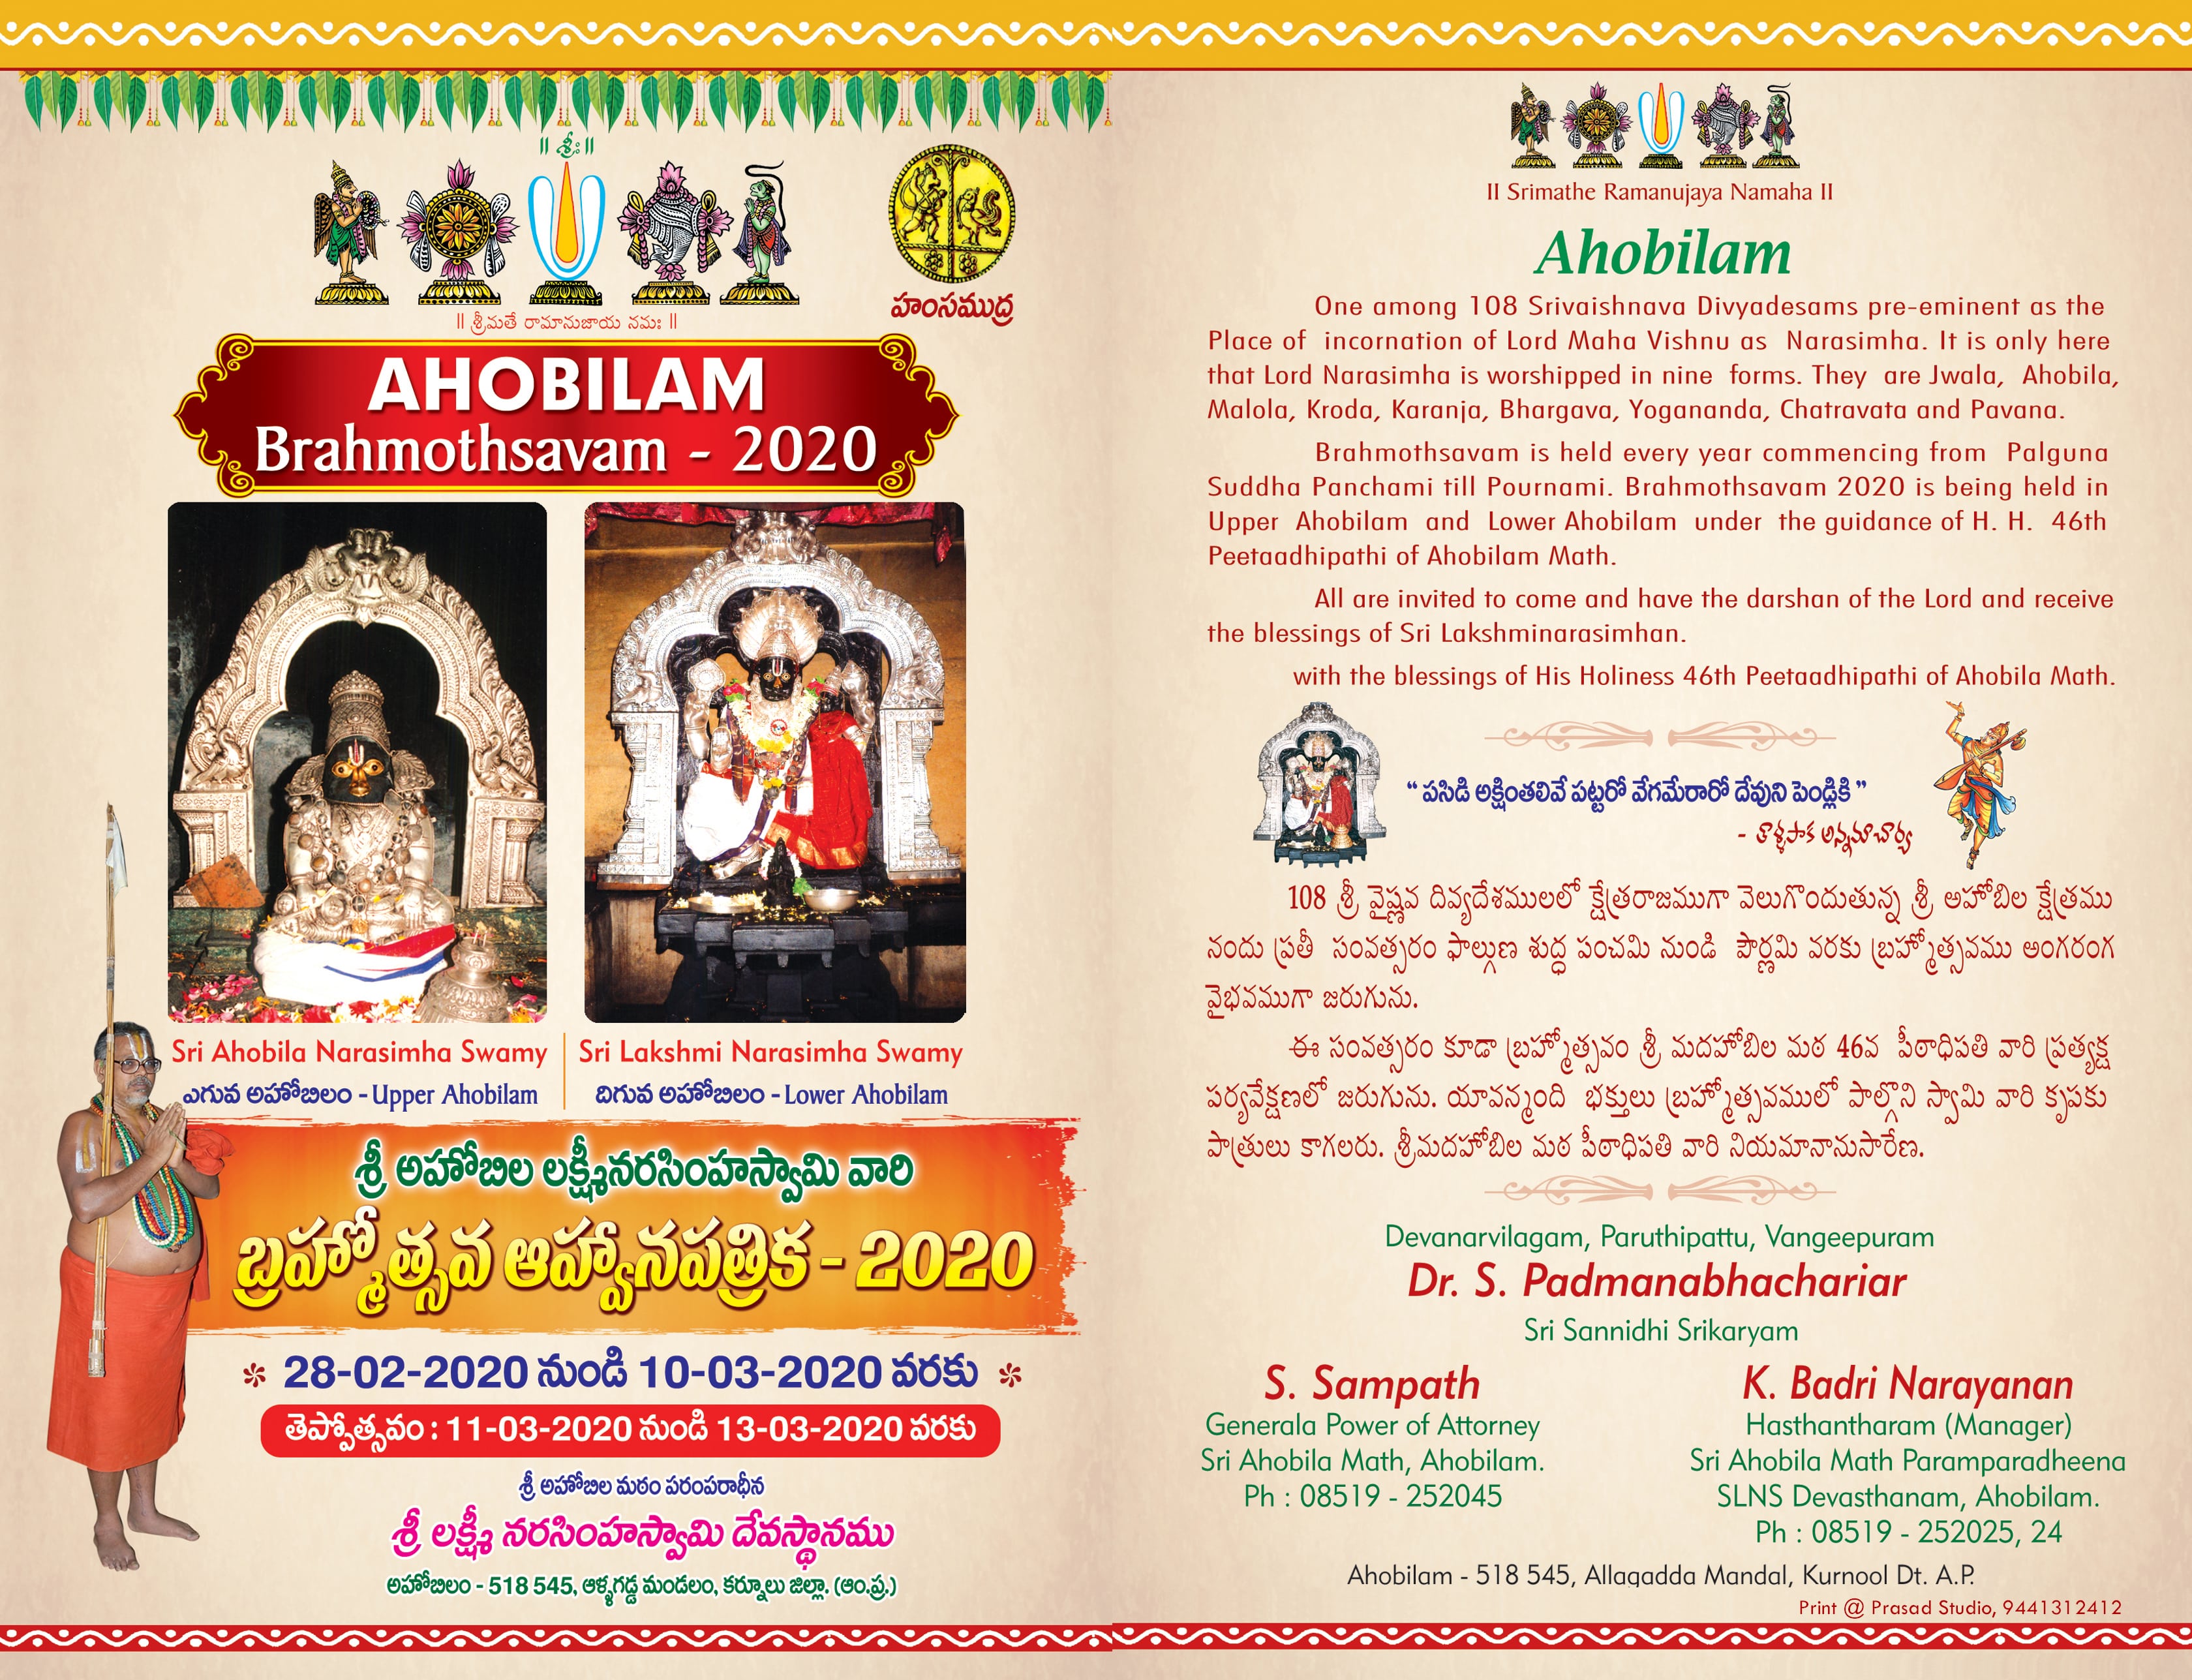 ॥ శ్రీః ॥
హంసముద్ర
॥ శ్రీమతే రామానుజాయ నమః ॥
AHOBILAM
Brahmothsavam - 2020
Sri Ahobila Narasimha Swamy
ఎగువ అహోబిలం - Upper Ahobilam
Sri Lakshmi Narasimha Swamy
దిగువ అహోబిలం - Lower Ahobilam
శ్రీ అహోబిల లక్ష్మీనరసింహస్వామి వారి
బ్రహ్మోత్సవ ఆహ్వానపత్రిక - 2020
28-02-2020 నుండి 10-03-2020 వరకు
తెప్పోత్సవం : 11-03-2020 నుండి 13-03-2020 వరకు
శ్రీ అహోబిల మఠం పరంపరాధీన
శ్రీ లక్ష్మీ నరసింహస్వామి దేవస్థానము
అహోబిలం - 518 545, ఆళ్ళగడ్డ మండలం, కర్నూలు జిల్లా. (ఆం.ప్ర.)
II Srimathe Ramanujaya Namaha II
Ahobilam
One among 108 Srivaishnava Divyadesams pre-eminent as the
Place of incornation of Lord Maha Vishnu as Narasimha. It is only here
that Lord Narasimha is worshipped in nine forms. They are Jwala, Ahobila,
Malola, Kroda, Karanja, Bhargava, Yogananda, Chatravata and Pavana.
Brahmothsavam is held every year commencing from Palguna
Suddha Panchami till Pournami. Brahmothsavam 2020 is being held in
Upper Ahobilam and Lower Ahobilam under the guidance of H. H. 46th
Peetaadhipathi of Ahobilam Math.
All are invited to come and have the darshan of the Lord and receive
the blessings of Sri Lakshminarasimhan.
with the blessings of His Holiness 46th Peetaadhipathi of Ahobila Math.
“ పసిడి అక్షింతలివే పట్టరో వేగమేరారో దేవుని పెండ్లికి ”
- తాళ్ళపాక అన్నమాచార్య
108 శ్రీ వైష్ణవ దివ్యదేశములలో క్షేత్రరాజముగా వెలుగొందుతున్న శ్రీ అహోబిల క్షేత్రము
నందు ప్రతీ సంవత్సరం ఫాల్గుణ శుద్ధ పంచమి నుండి పౌర్ణమి వరకు బ్రహ్మోత్సవము అంగరంగ
వైభవముగా జరుగును.
ఈ సంవత్సరం కూడా బ్రహ్మోత్సవం శ్రీ మదహోబిల మఠ 46వ పీఠాధిపతి వారి ప్రత్యక్ష
పర్యవేక్షణలో జరుగును. యావన్మంది భక్తులు బ్రహ్మోత్సవములో పాల్గొని స్వామి వారి కృపకు
పాత్రులు కాగలరు. శ్రీమదహోబిల మఠ పీఠాధిపతి వారి నియమానానుసారేణ.
Devanarvilagam, Paruthipattu, Vangeepuram
Dr. S. Padmanabhachariar
Sri Sannidhi Srikaryam
S. Sampath
Generala Power of Attorney
Sri Ahobila Math, Ahobilam.
Ph : 08519 - 252045
K. Badri Narayanan
Hasthantharam (Manager)
Sri Ahobila Math Paramparadheena
SLNS Devasthanam, Ahobilam.
Ph : 08519 - 252025, 24
Ahobilam - 518 545, Allagadda Mandal, Kurnool Dt. A.P.
Print @ Prasad Studio, 9441312412